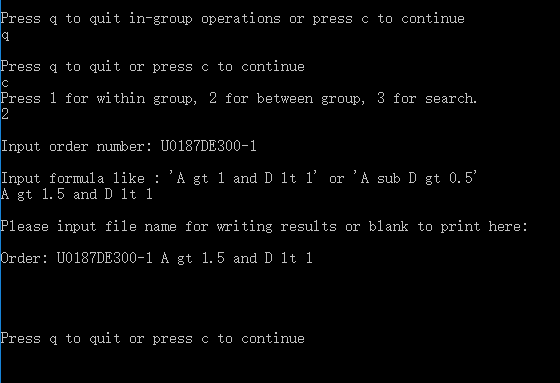 Press q to quit in-group operations or press c to continue
q
Press q to quit or press c to continue
c
Press 1 for within group, 2 for between group, 3 for search.
2
Input order number: U0187DE300-1
Input formula like : 'A gt 1 and D lt 1' or 'A sub D gt 0.5'
A gt 1.5 and D lt 1
Please input file name for writing results or blank to print here:
Order: U0187DE300-1 A gt 1.5 and D lt 1
Press q to quit or press c to continue